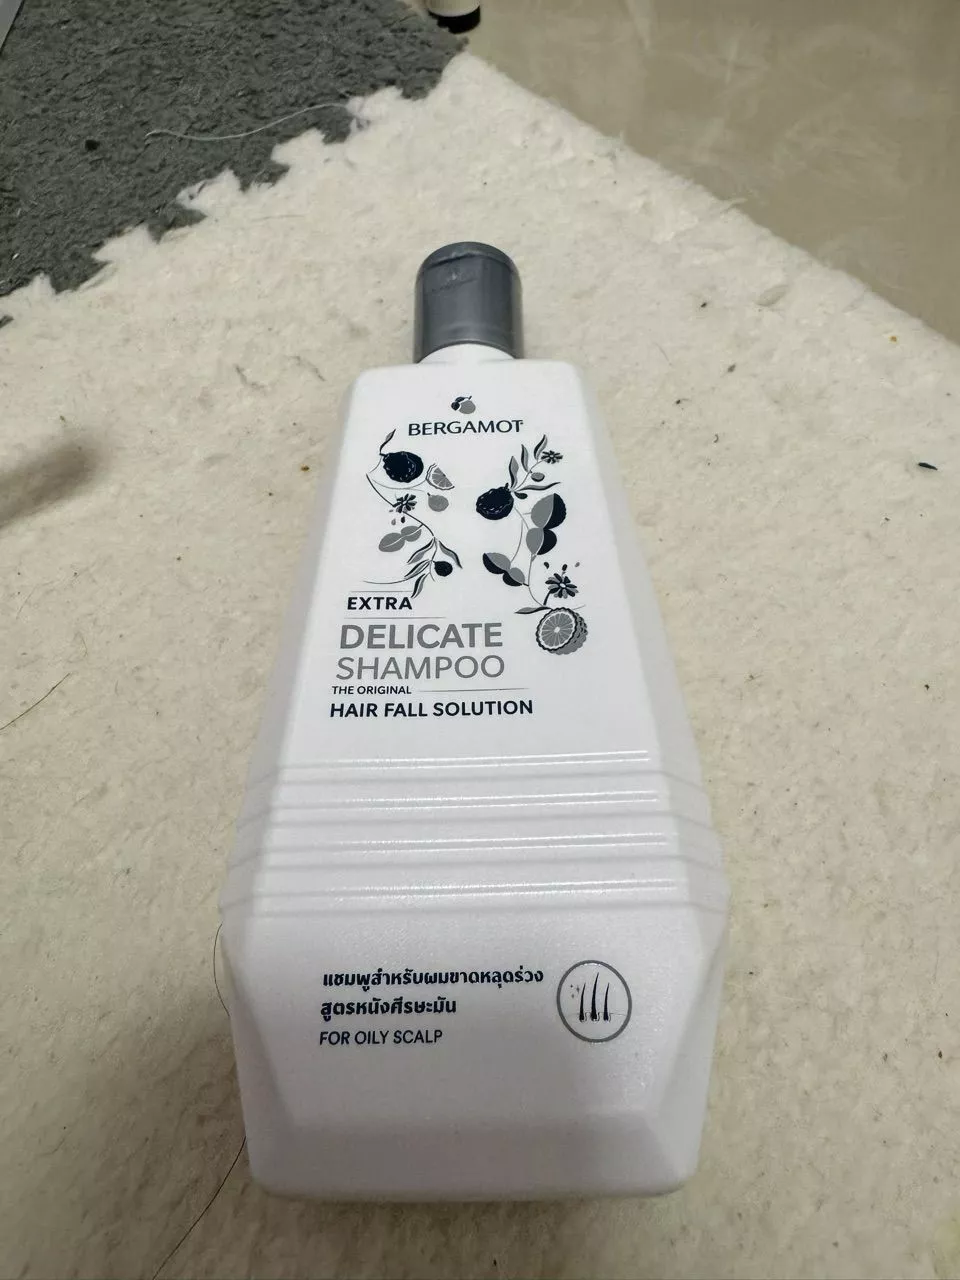 BERGAMOT
EXTRA
DELICATE
SHAMPOO
THE ORIGINAL
HAIR FALL SOLUTION
แชมพูสำหรับผมขาดหลุดร่วง
สูตรหนังศีรษะมัน
FOR OILY SCALP